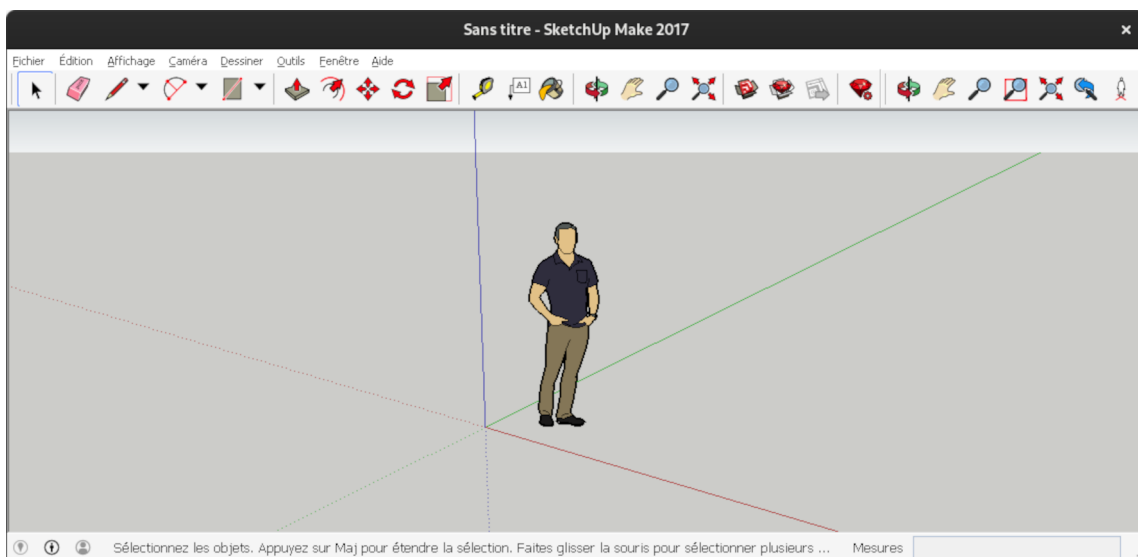 Sans titre - SketchUp Make 2017
Fichier Édition Affichage Caméra Dessiner Outils Fenêtre Aide
A1
Sélectionnez les objets. Appuyez sur Maj pour étendre la sélection. Faites glisser la souris pour sélectionner plusieurs ... Mesures